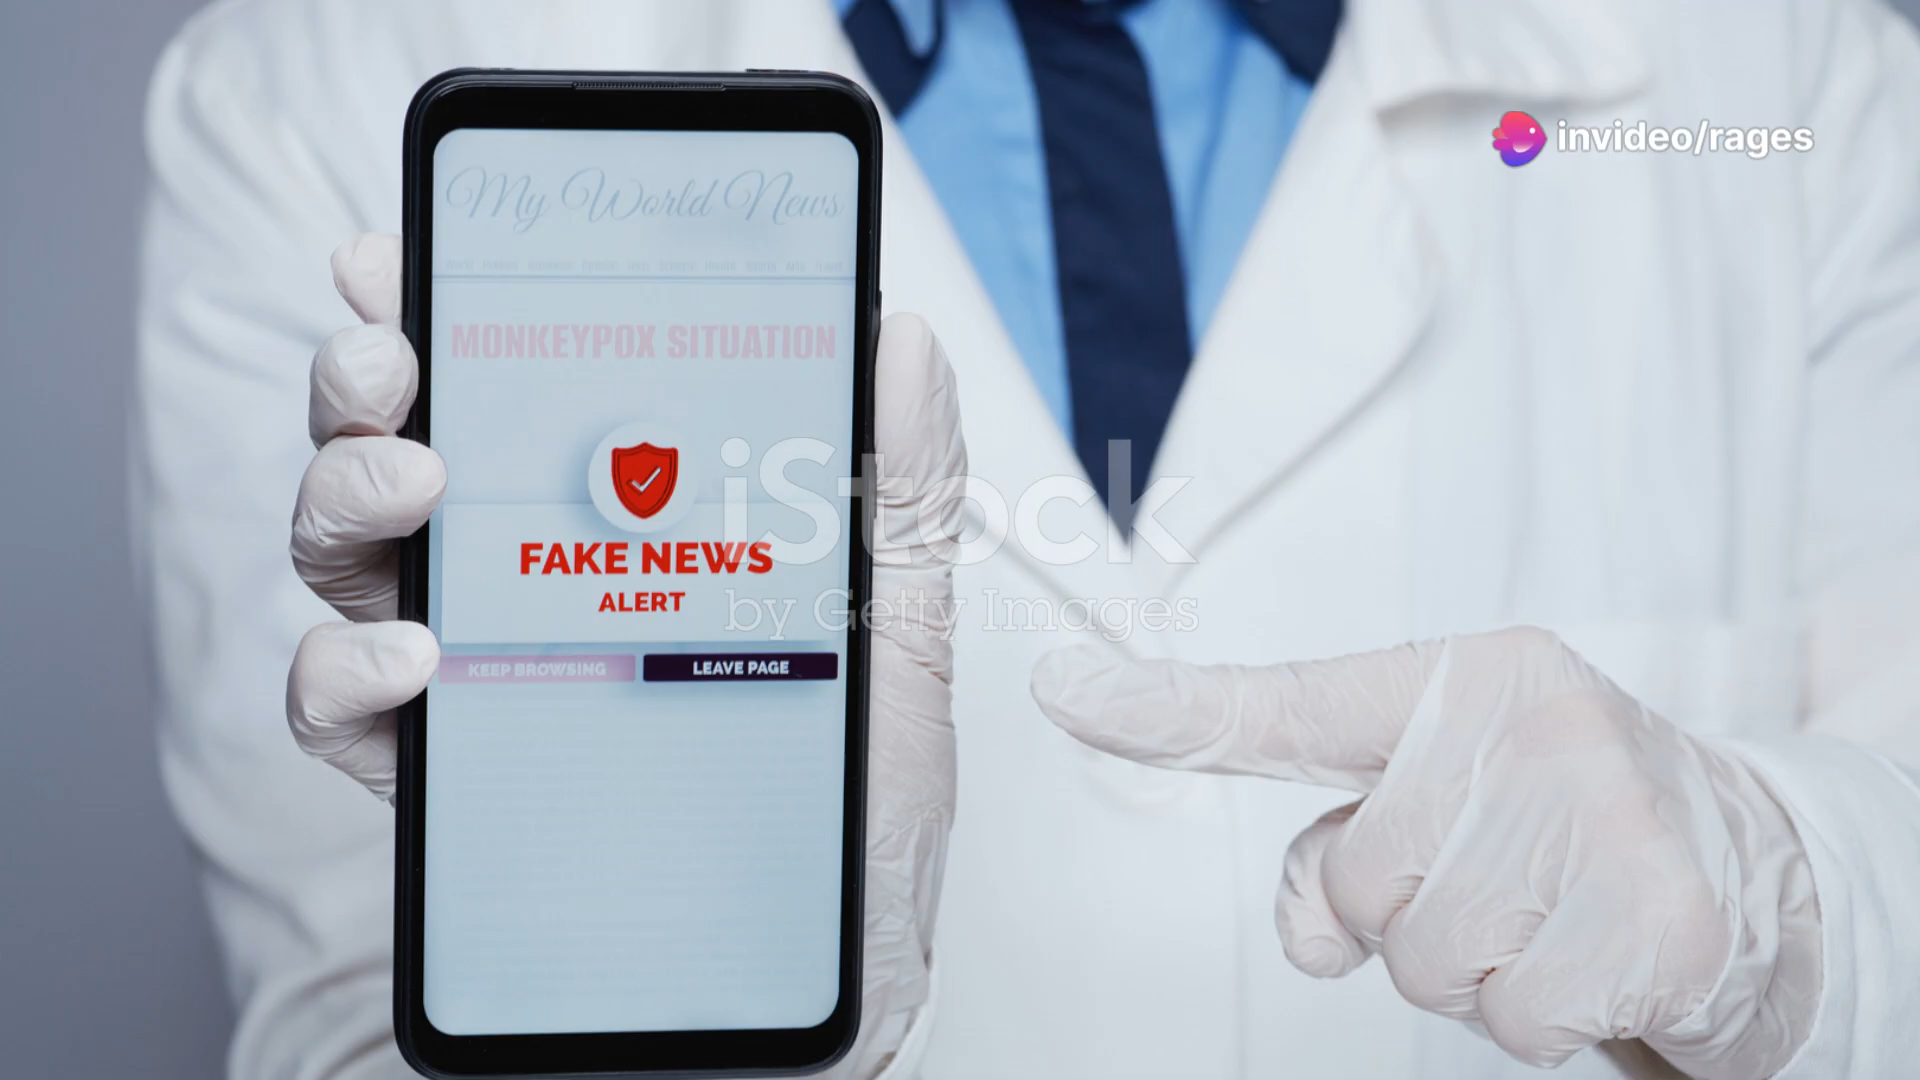 invideo/rages
My World News
MONKEYPOX SITUATION
FAKE NEWS
ALERT
KEEP BROWSING
LEAVE PAGE
iStock
by Getty Images